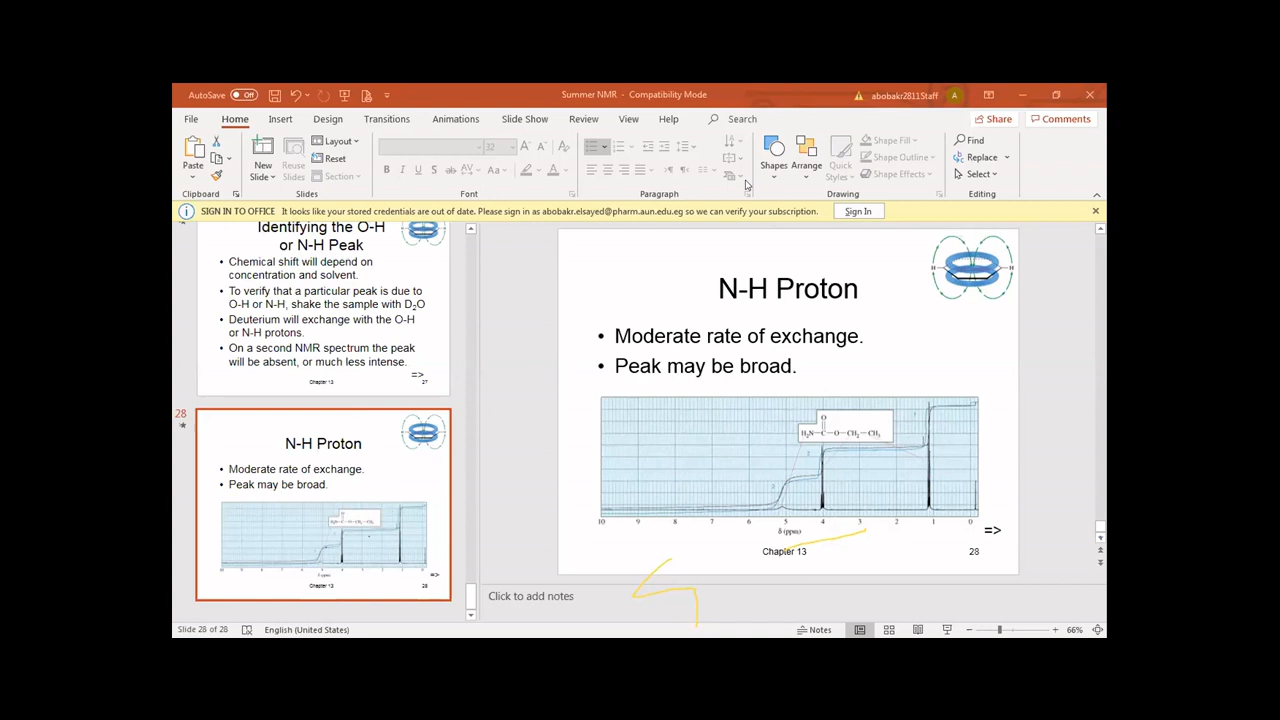 AutoSave Off
Summer NMR - Compatibility Mode
abobakr2811Staff
A
File Home Insert Design Transitions Animations Slide Show Review View Help Search
Share Comments
Paste
New Slide
Reuse Slides
Layout
Reset
Section
32
Shapes
Arrange
Quick Styles
Shape Fill
Shape Outline
Shape Effects
Find
Replace
Select
Clipboard Slides Font Paragraph Drawing Editing
SIGN IN TO OFFICE It looks like your stored credentials are out of date. Please sign in as abobakr.elsayed@pharm.aun.edu.eg so we can verify your subscription. Sign In
Identifying the O-H
or N-H Peak
• Chemical shift will depend on
concentration and solvent.
• To verify that a particular peak is due to
O-H or N-H, shake the sample with D2O
• Deuterium will exchange with the O-H
or N-H protons.
• On a second NMR spectrum the peak
will be absent, or much less intense.
=>
Chapter 13 27
28
N-H Proton
• Moderate rate of exchange.
• Peak may be broad.
=>
Chapter 13 28
H H
N-H Proton
• Moderate rate of exchange.
• Peak may be broad.
O
H2N—C—O—CH2—CH3
10 9 8 7 6 5 4 3 2 1 0
δ (ppm)
=>
Chapter 13 28
Click to add notes
Slide 28 of 28 English (United States)
Notes
66%